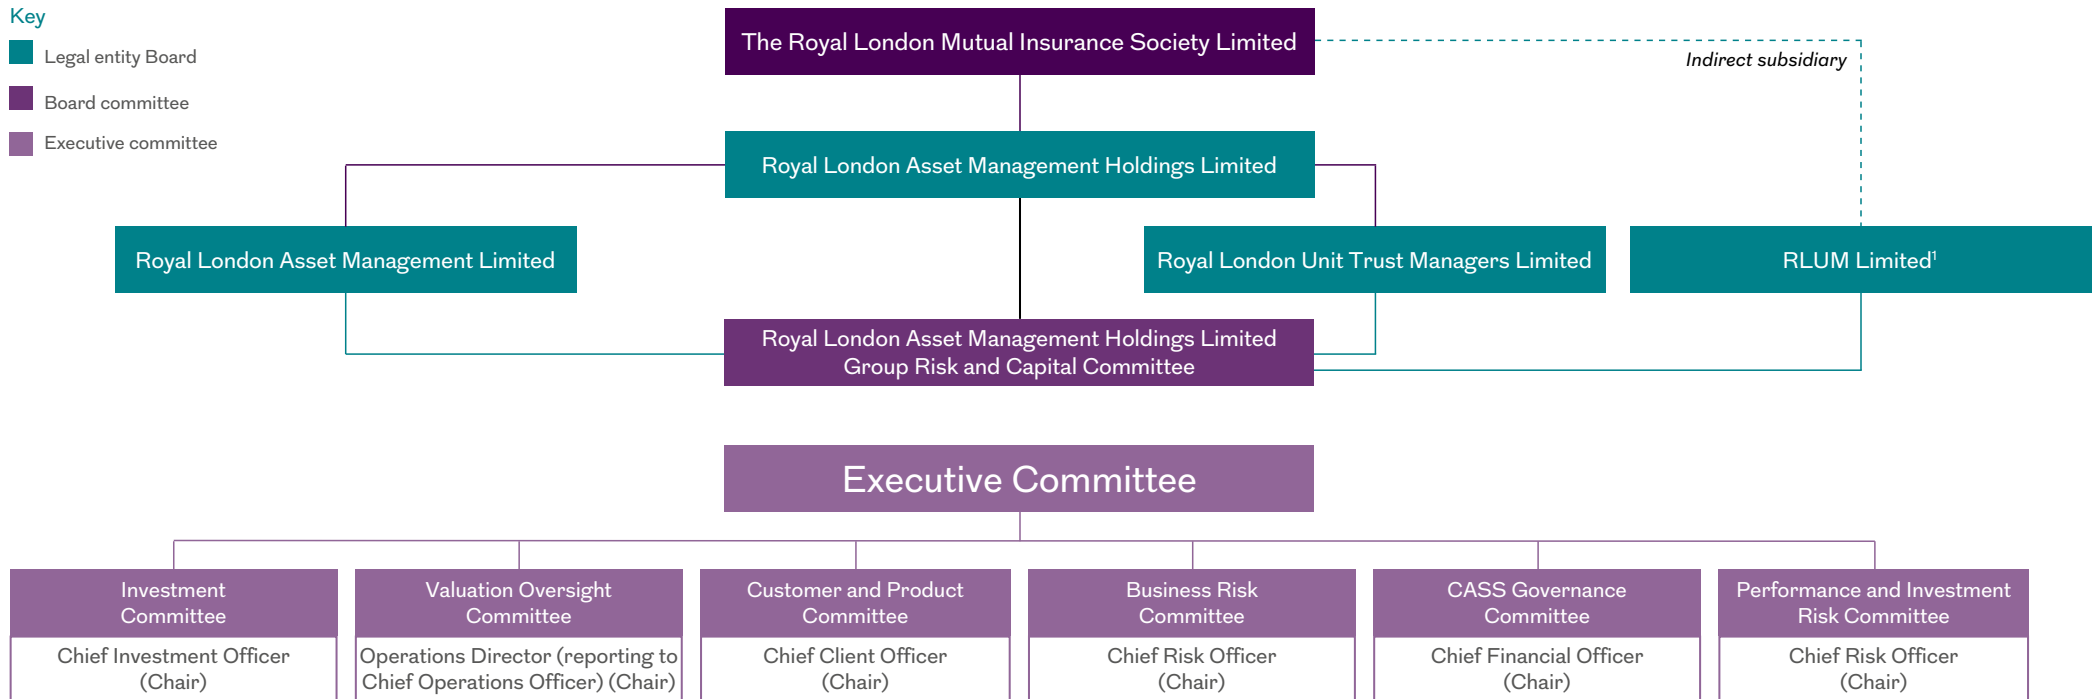 Key
Legal entity Board
Board committee
Executive committee
The Royal London Mutual Insurance Society Limited
Indirect subsidiary
Royal London Asset Management Holdings Limited
Royal London Asset Management Limited
Royal London Unit Trust Managers Limited
RLUM Limited¹
Royal London Asset Management Holdings Limited
Group Risk and Capital Committee
Executive Committee
Investment
Committee
Chief Investment Officer
(Chair)
Valuation Oversight
Committee
Operations Director (reporting to
Chief Operations Officer) (Chair)
Customer and Product
Committee
Chief Client Officer
(Chair)
Business Risk
Committee
Chief Risk Officer
(Chair)
CASS Governance
Committee
Chief Financial Officer
(Chair)
Performance and Investment
Risk Committee
Chief Risk Officer
(Chair)